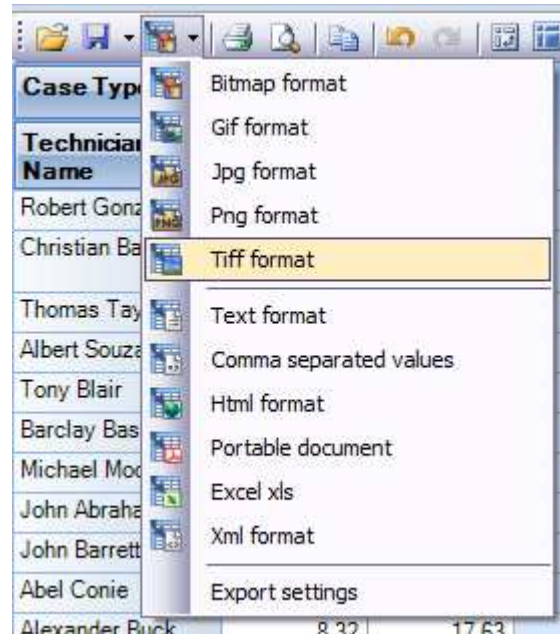 Case Typ
Bitmap format
Gif format
Technician
Name
Jpg format
Robert Gonz
Png format
Christian Ba
Tiff format
Thomas Tay
Text format
Albert Souza
Comma separated values
Tony Blair
Html format
Barclay Bas
Portable document
Michael Moo
Excel xls
John Abraha
Xml format
John Barrett
Abel Conie
Export settings
Alexander Buck 8.32 17.63